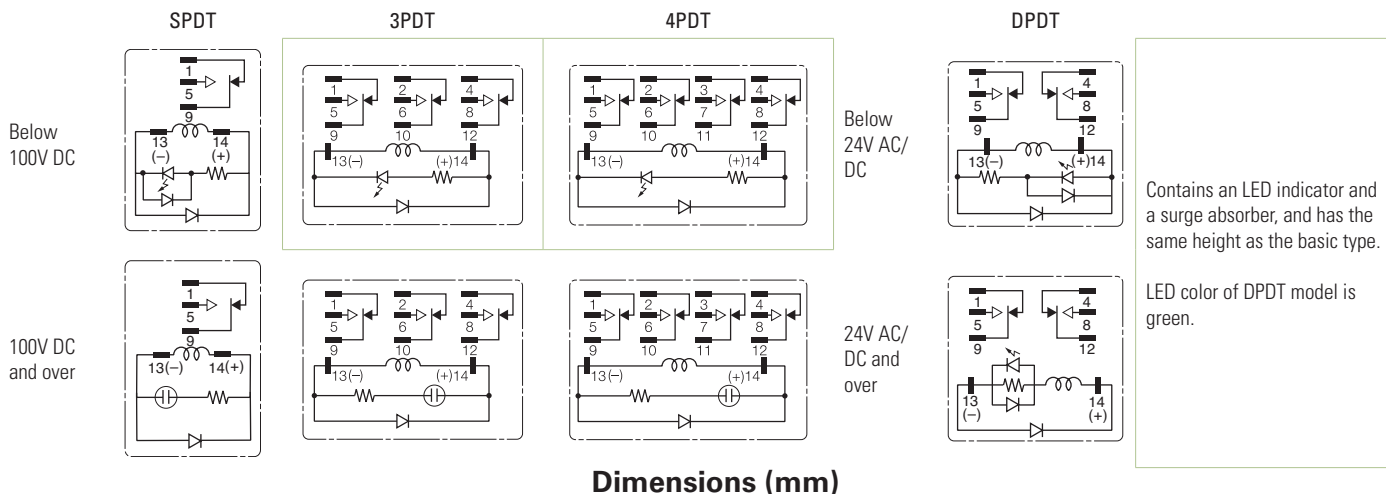 SPDT 3PDT 4PDT DPDT
Below
100V DC
1
5
9
13 14
(–) (+)
1 2 4
5 6 8
9 10 12
13(–) (+)14
1 2 3 4
5 6 7 8
9 10 11 12
13(–) (+)14
Below
24V AC/
DC
1 4
5 8
9 12
13(–) (+)14
Contains an LED indicator and
a surge absorber, and has the
same height as the basic type.
LED color of DPDT model is
green.
100V DC
and over
1
5
9
13(–) 14(+)
1 2 4
5 6 8
9 10 12
13(–) (+)14
1 2 3 4
5 6 7 8
9 10 11 12
13(–) (+)14
24V AC/
DC and
over
1 4
5 8
9 12
13 14
(–) (+)
Dimensions (mm)